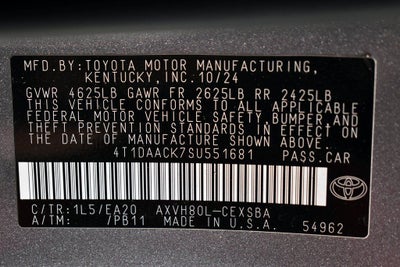 MFD.BY:TOYOTA MOTOR MANUFACTURING,
KENTUCKY,INC.10/24
GVWR 4625LB GAWR FR 2625LB RR 2425LB
THIS VEHICLE CONFORMS TO ALL APPLICABLE
FEDERAL MOTOR VEHICLE SAFETY,BUMPER,AND
THEFT PREVENTION STANDARDS IN EFFECT ON
THE DATE OF MANUFACTURE SHOWN ABOVE.
4T1DAACK7SU551681 PASS.CAR
C/TR:1L5/EA20 AXVH80L-CEXSBA
A/TM: /PB11 54962
TOYOTA